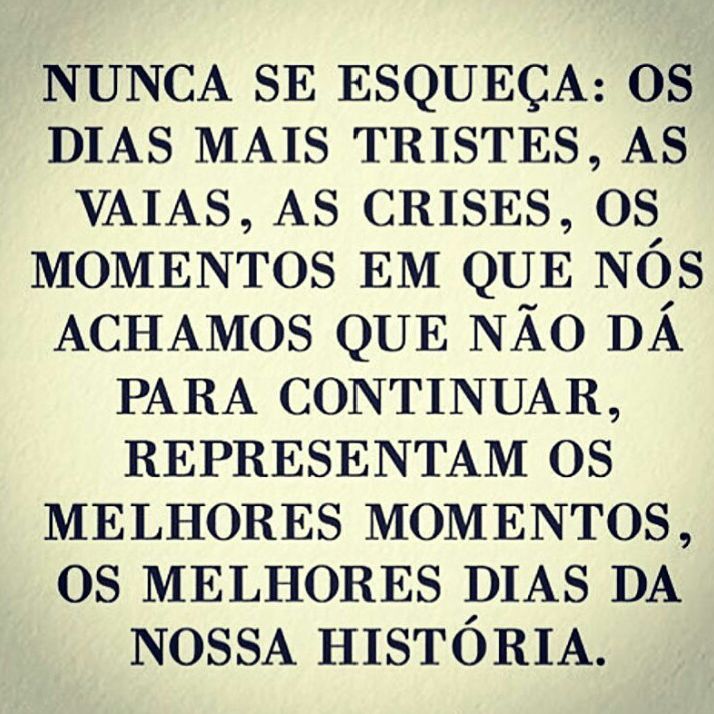 NUNCA SE ESQUEÇA: OS
DIAS MAIS TRISTES, AS
VAIAS, AS CRISES, OS
MOMENTOS EM QUE NÓS
ACHAMOS QUE NÃO DÁ
PARA CONTINUAR,
REPRESENTAM OS
MELHORES MOMENTOS,
OS MELHORES DIAS DA
NOSSA HISTÓRIA.